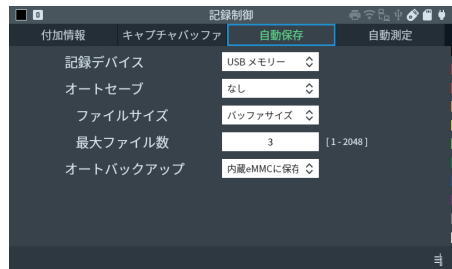 0 記録制御
付加情報 キャプチャバッファ 自動保存 自動測定
記録デバイス USBメモリー
オートセーブ なし
ファイルサイズ バッファサイズ
最大ファイル数 3 [1-2048]
オートバックアップ 内蔵eMMCに保存